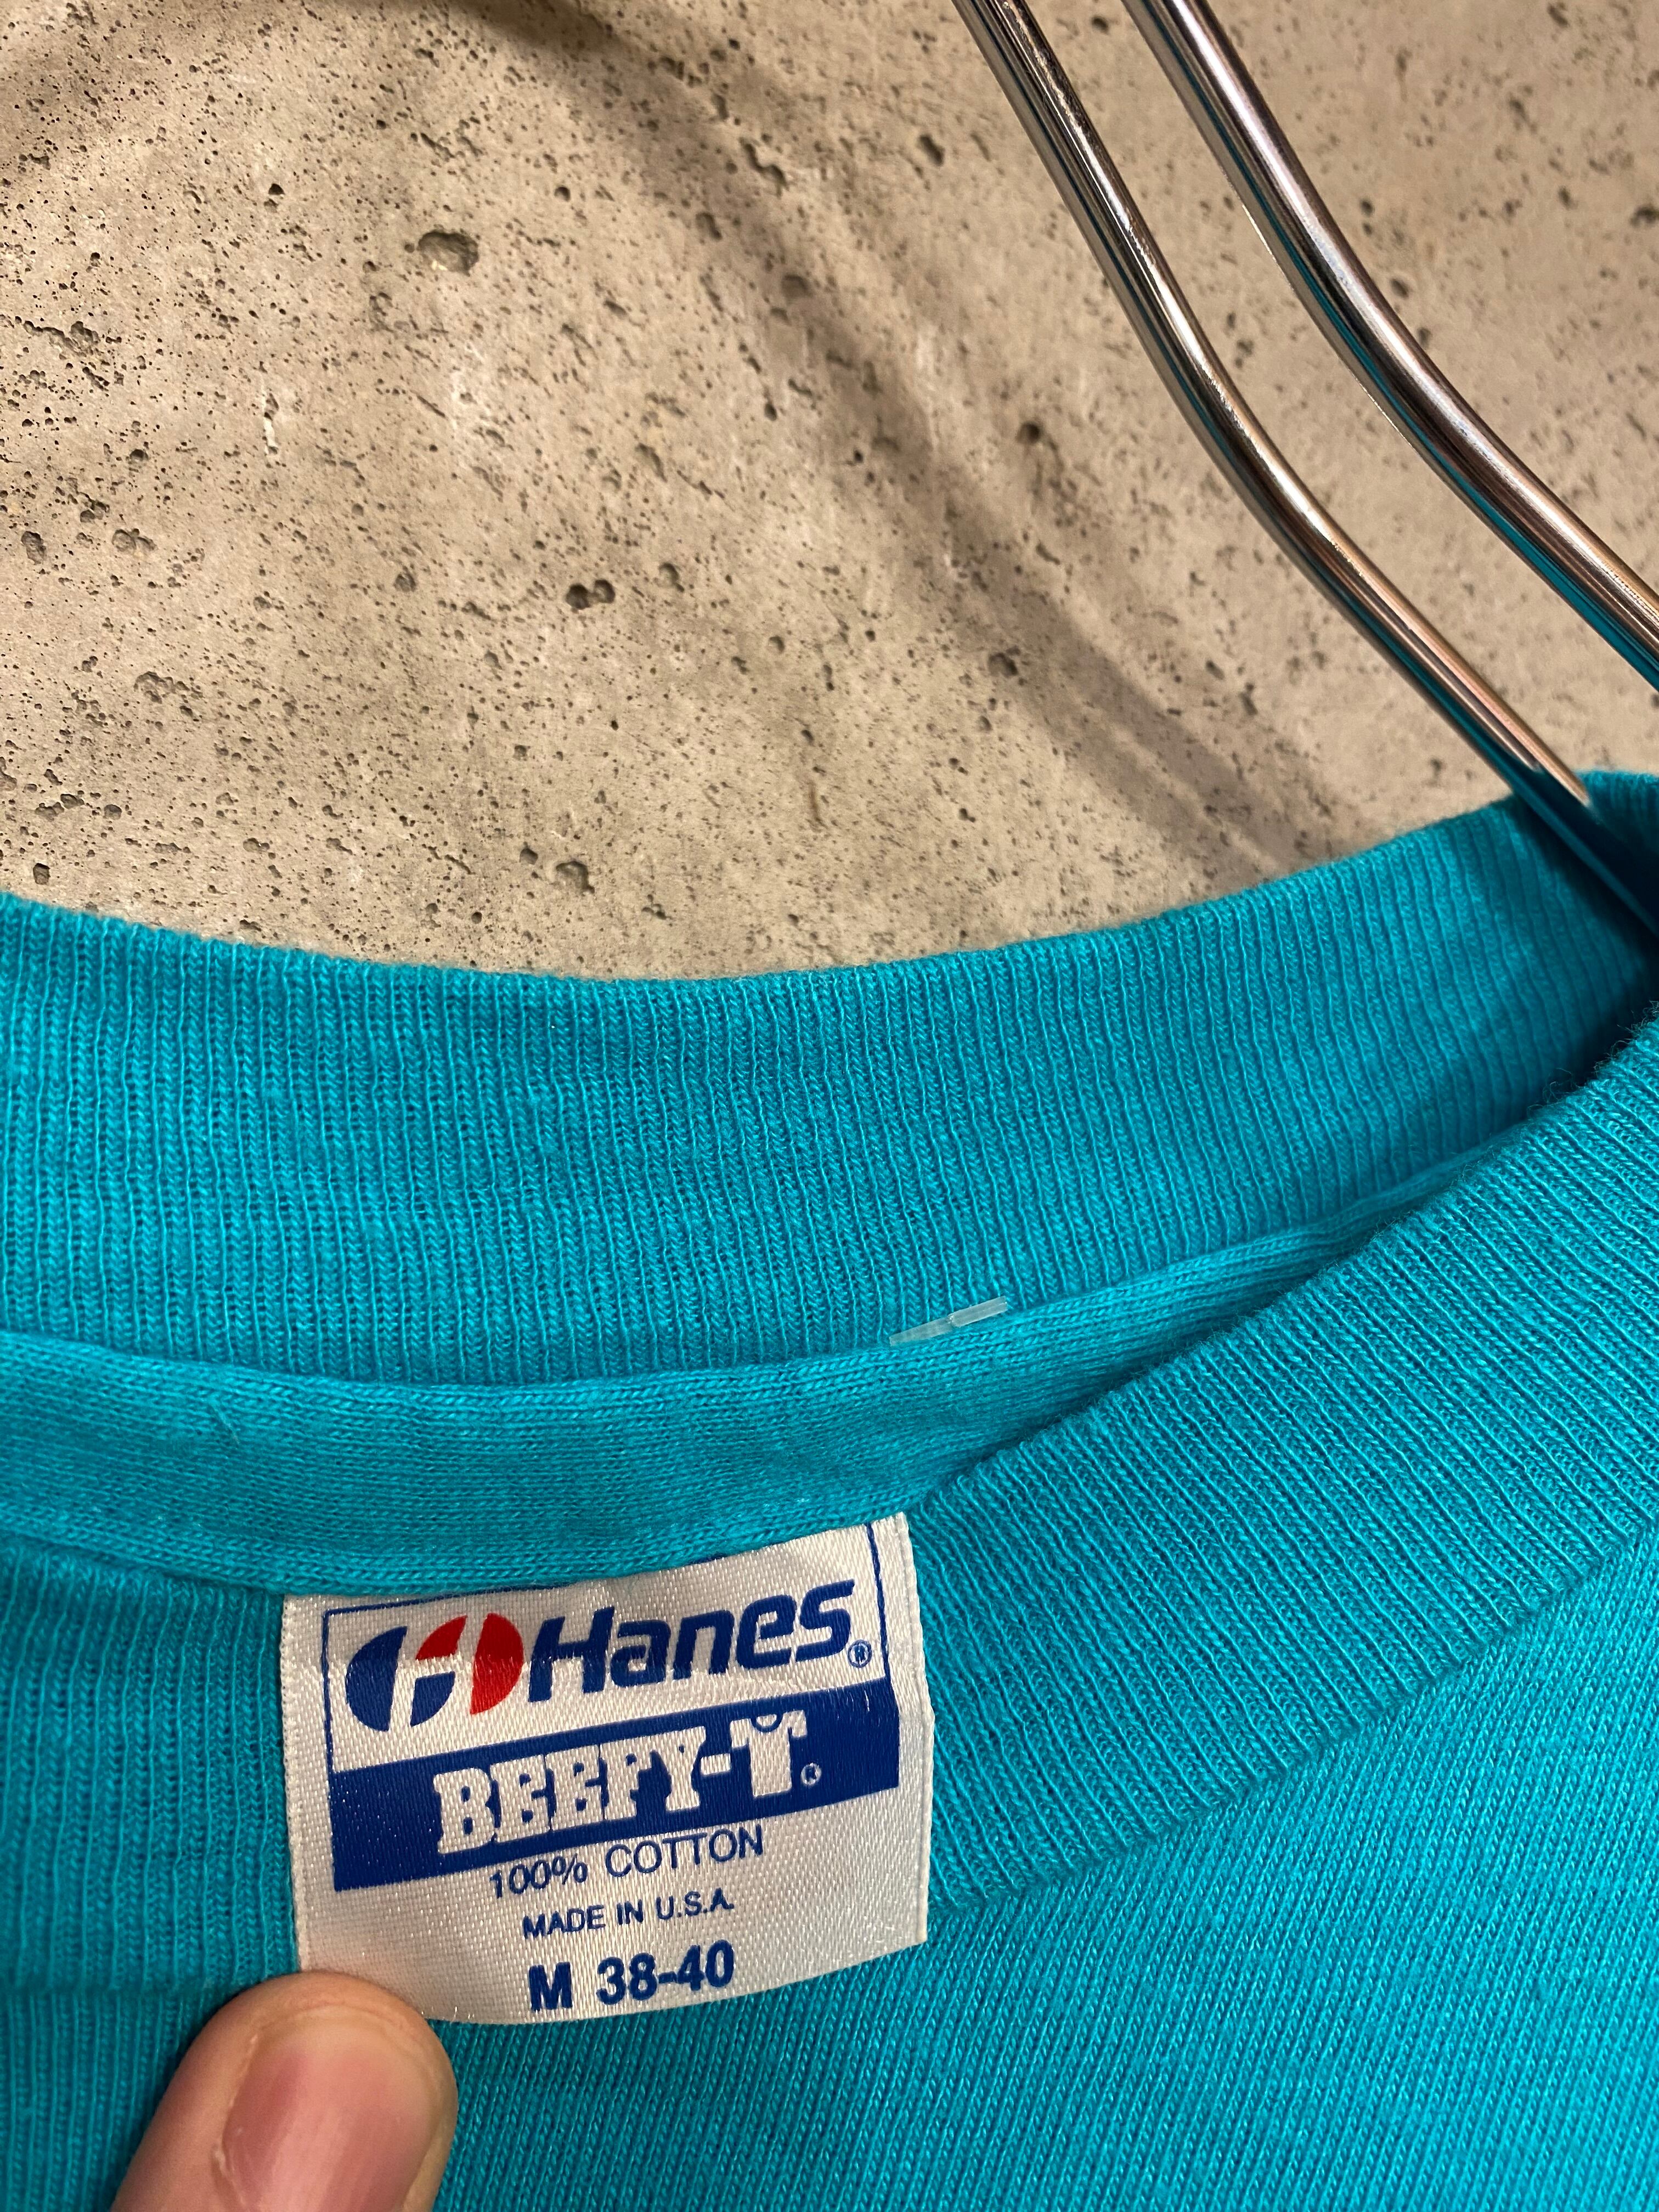 Hanes®
BEEFY-T®
100% COTTON
MADE IN U.S.A.
M 38-40